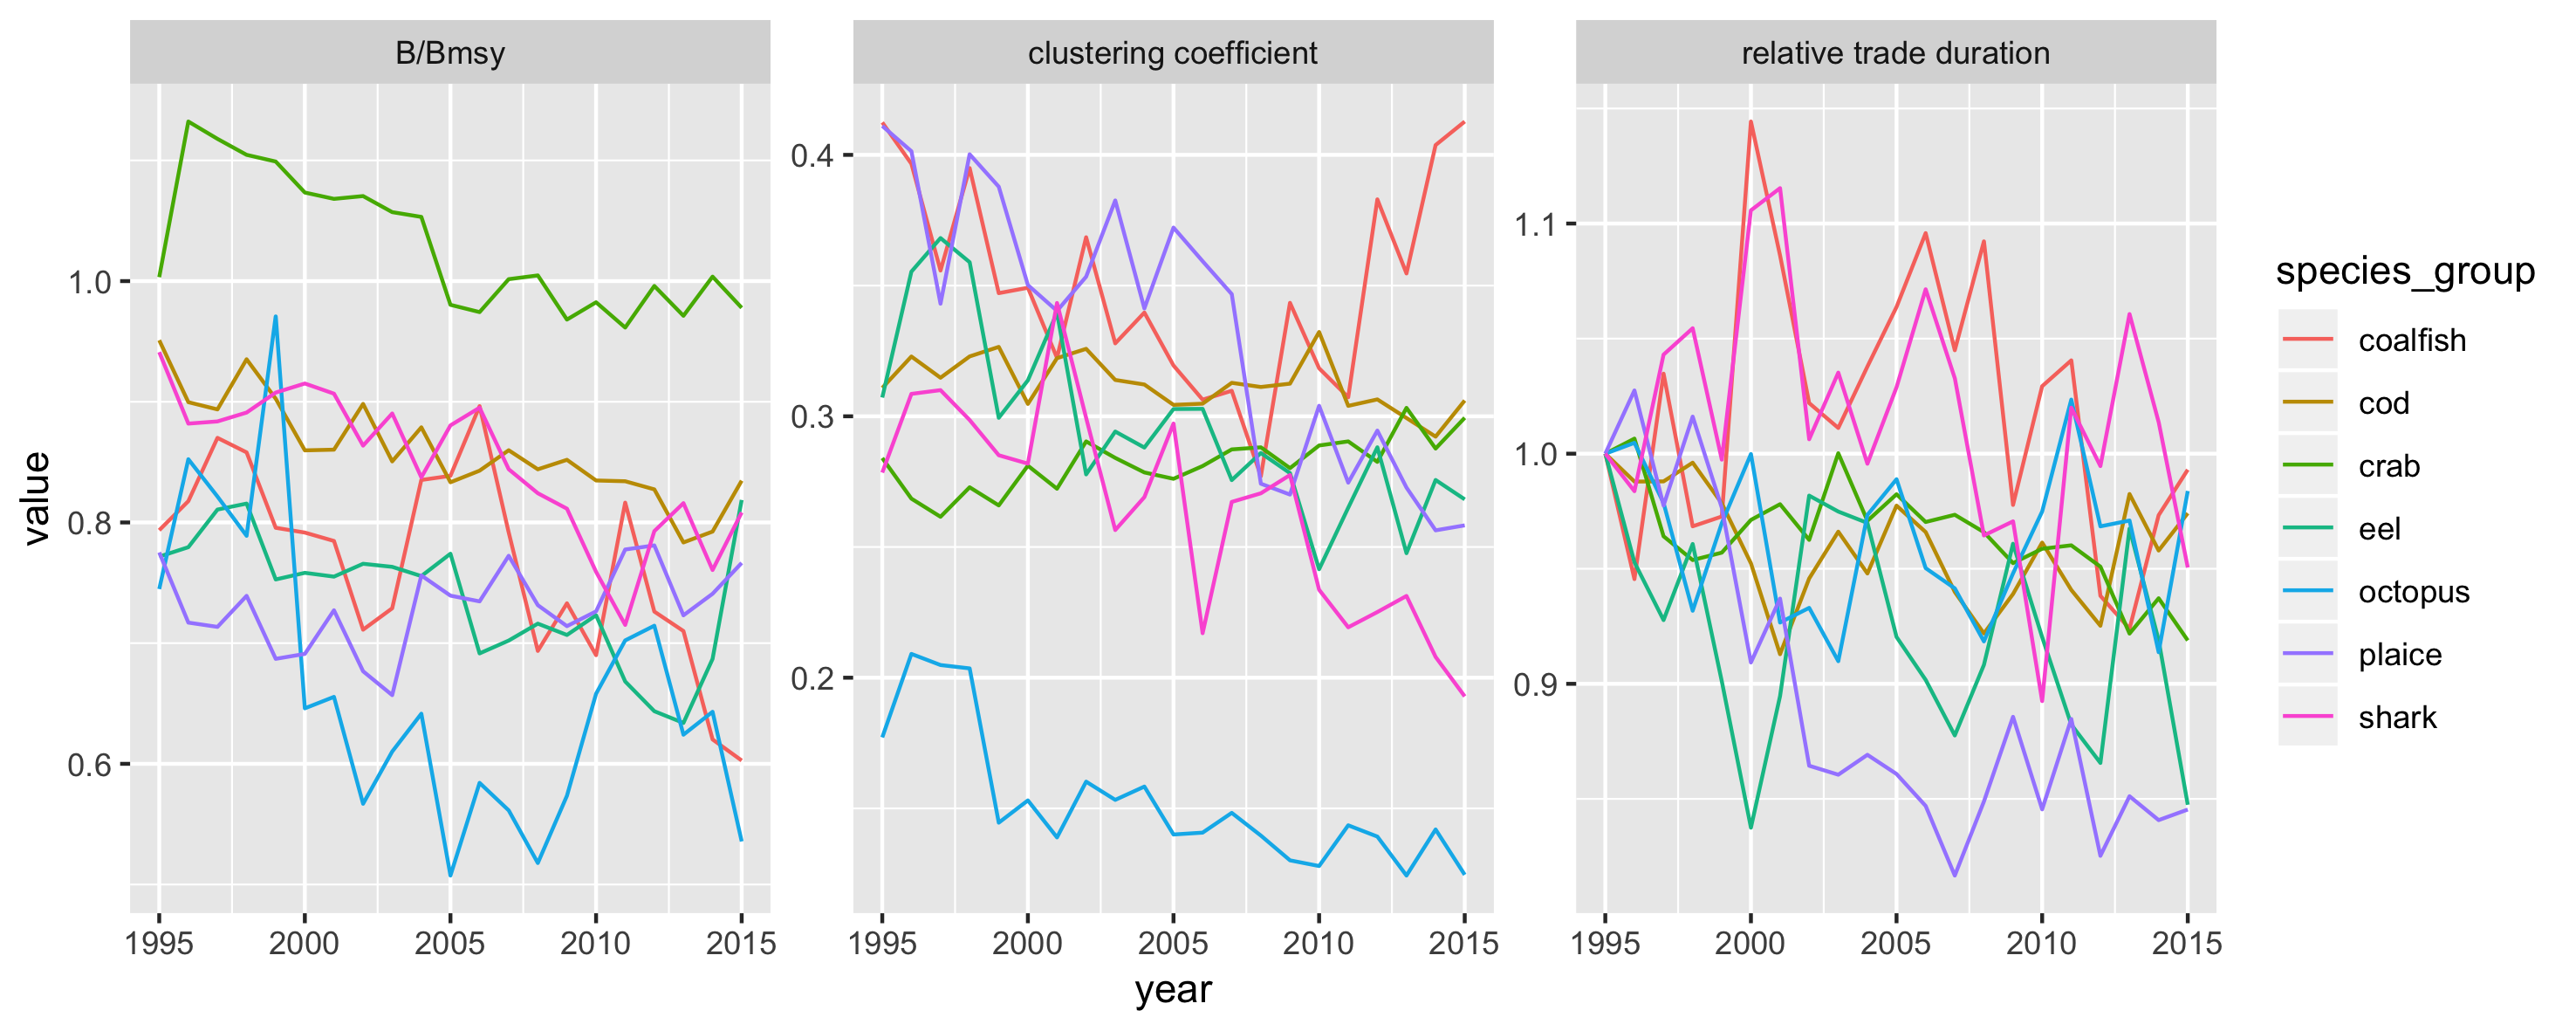 B/Bmsy
clustering coefficient
relative trade duration
value
1.0
0.8
0.6
1995 2000 2005 2010 2015
0.4
0.3
0.2
1995 2000 2005 2010 2015
1.1
1.0
0.9
1995 2000 2005 2010 2015
year
species_group
coalfish
cod
crab
eel
octopus
plaice
shark